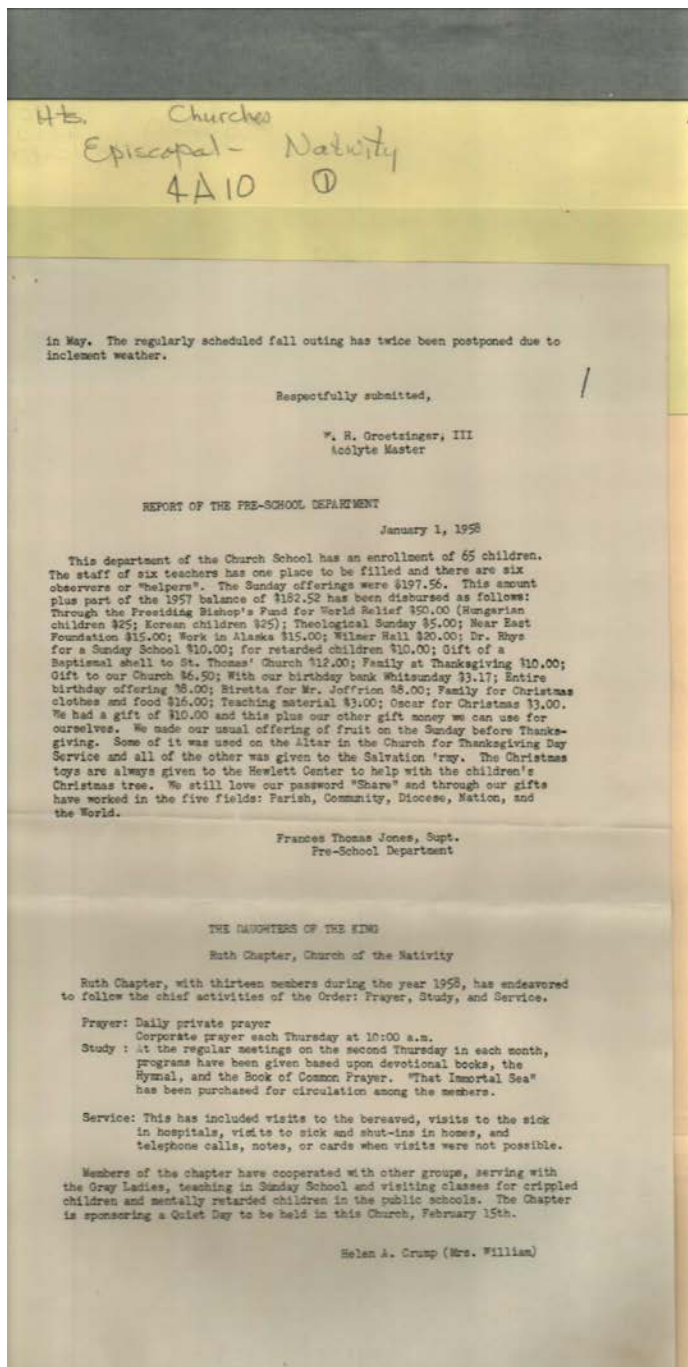 Hts. Churches
Episcopal- Nativity
4A10 ①
in May. The regularly scheduled fall outing has twice been postponed due to
inclement weather.
/
Respectfully submitted,
W. H. Groetzinger, III
Acolyte Master
REPORT OF THE PRE-SCHOOL DEPARTMENT
January 1, 1958
This department of the Church School has an enrollment of 65 children.
The staff of six teachers has one place to be filled and there are six
observers or "helpers". The Sunday offerings were $197.56. This amount
plus part of the 1957 balance of $182.52 has been disbursed as follows:
Through the Presiding Bishop's Fund for World Relief $50.00 (Hungarian
children $25; Korean children $25); Theological Sunday $5.00; Near East
Foundation $15.00; Work in Alaska $15.00; Wilmer Hall $20.00; Dr. Rhys
for a Sunday School $10.00; for retarded children $10.00; Gift of a
Baptismal shell to St. Thomas' Church $12.00; Family at Thanksgiving $10.00;
Gift to our Church $6.50; With our birthday bank Whitsunday $3.17; Entire
birthday offering $8.00; Biretta for Mr. Joffrion $8.00; Family for Christmas
clothes and food $16.00; Teaching material $3.00; Oscar for Christmas $3.00.
We had a gift of $10.00 and this plus our other gift money we can use for
ourselves. We made our usual offering of fruit on the Sunday before Thanks-
giving. Some of it was used on the Altar in the Church for Thanksgiving Day
Service and all of the other was given to the Salvation 'rmy. The Christmas
toys are always given to the Hewlett Center to help with the children's
Christmas tree. We still love our password "Share" and through our gifts
have worked in the five fields: Parish, Community, Diocese, Nation, and
the World.
Frances Thomas Jones, Supt.
Pre-School Department
THE DAUGHTERS OF THE KING
Ruth Chapter, Church of the Nativity
Ruth Chapter, with thirteen members during the year 1958, has endeavored
to follow the chief activities of the Order: Prayer, Study, and Service.
Prayer: Daily private prayer
Corporate prayer each Thursday at 10:00 a.m.
Study : At the regular meetings on the second Thursday in each month,
programs have been given based upon devotional books, the
Hymnal, and the Book of Common Prayer. "That Immortal Sea"
has been purchased for circulation among the members.
Service: This has included visits to the bereaved, visits to the sick
in hospitals, visits to sick and shut-ins in homes, and
telephone calls, notes, or cards when visits were not possible.
Members of the chapter have cooperated with other groups, serving with
the Gray Ladies, teaching in Sunday School and visiting classes for crippled
children and mentally retarded children in the public schools. The Chapter
is sponsoring a Quiet Day to be held in this Church, February 15th.
Helen A. Crump (Mrs. William)